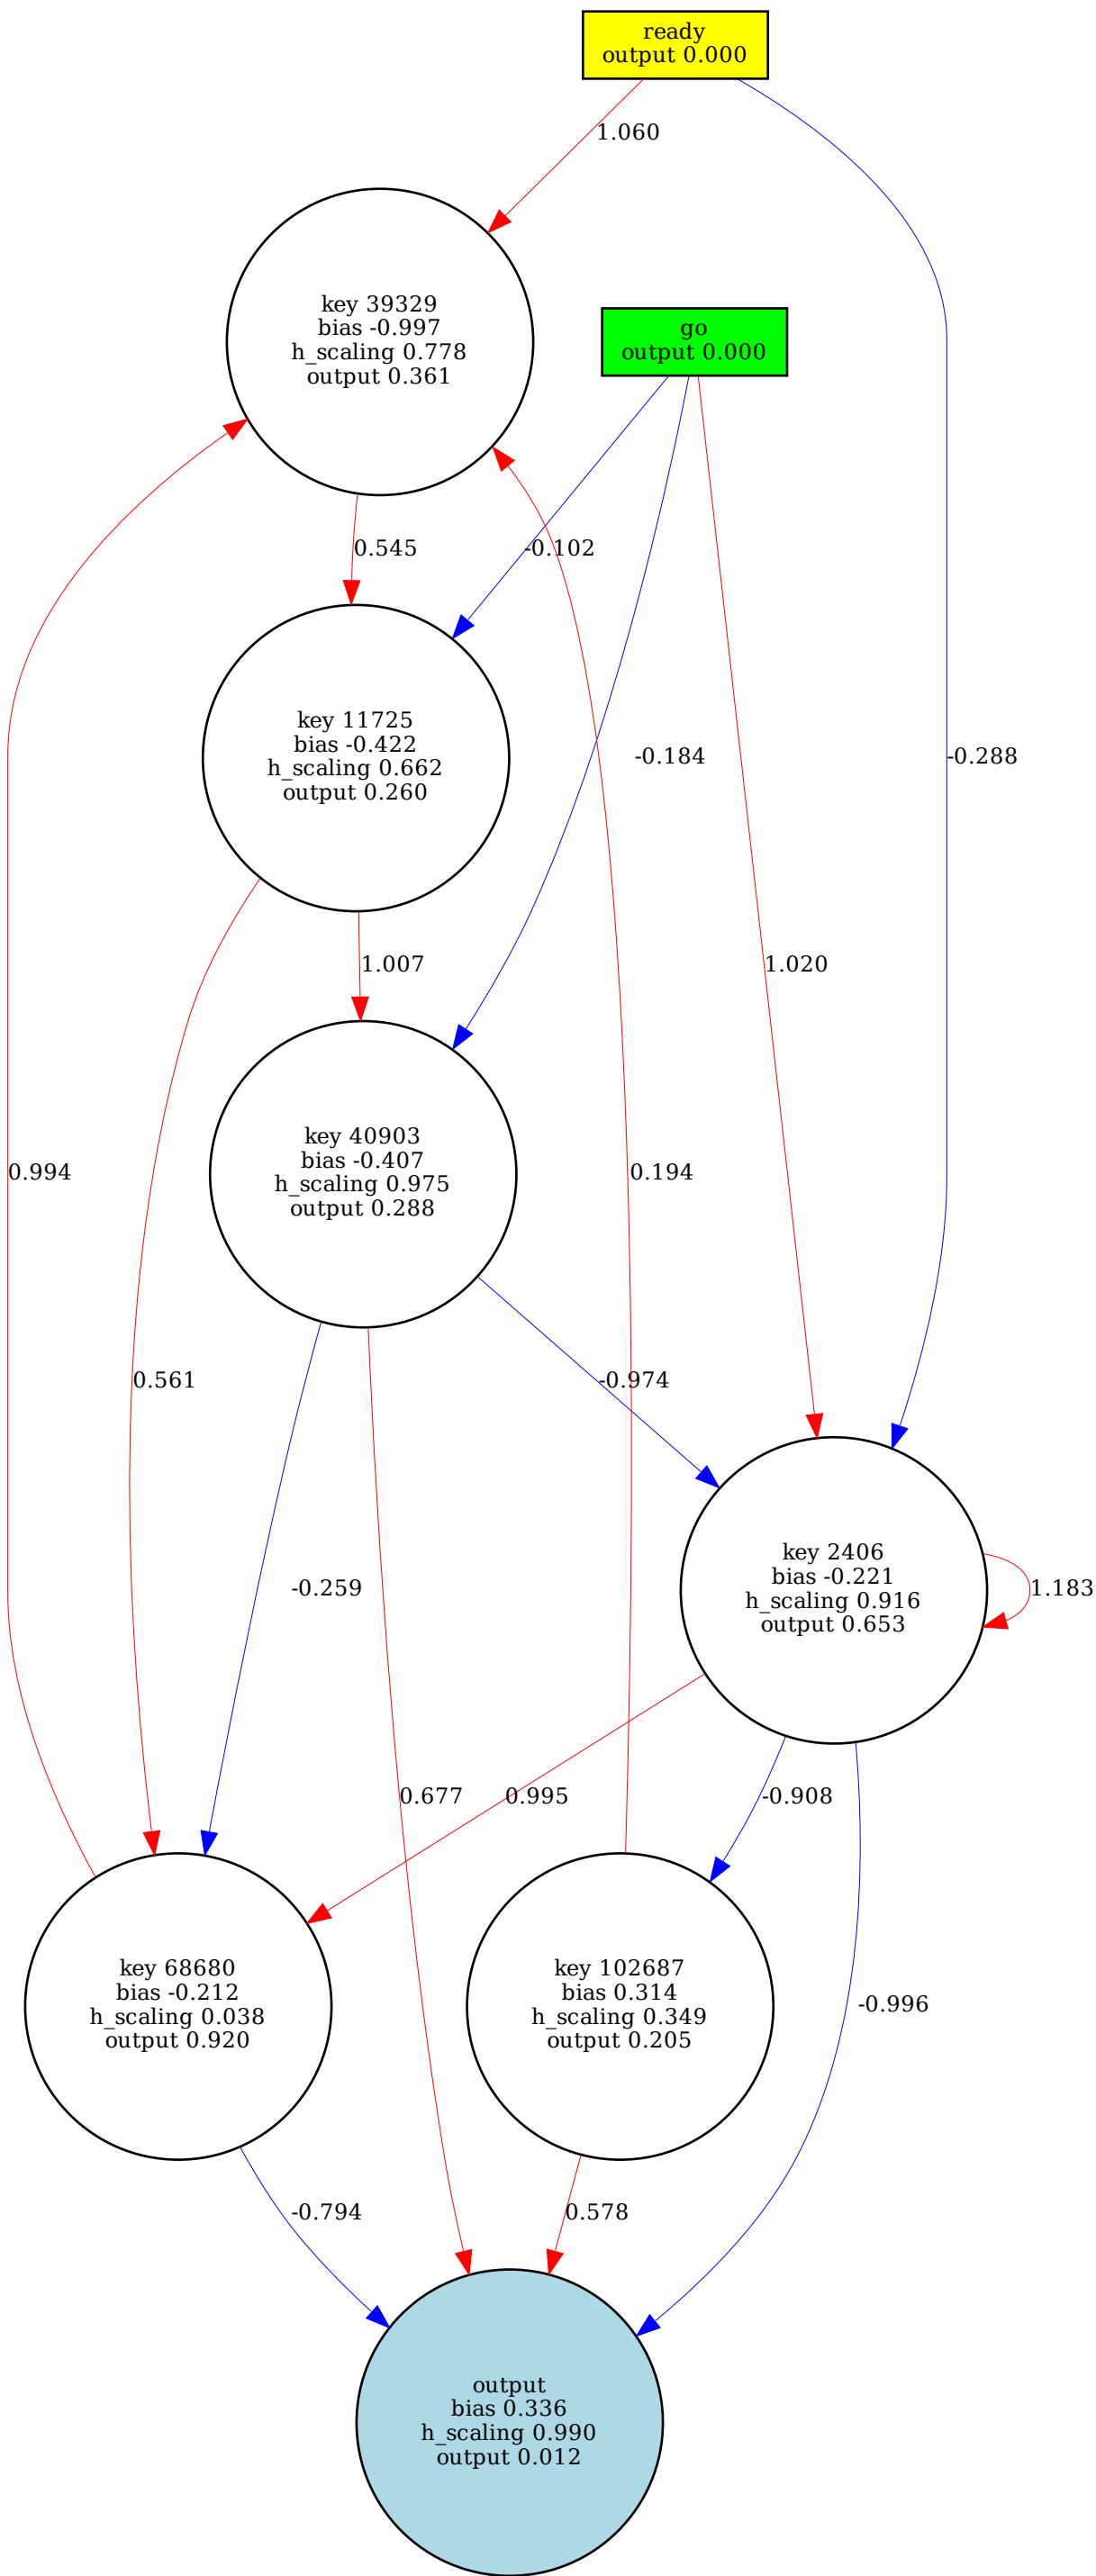 ready
output 0.000
1.060
key 39329
bias -0.997
h_scaling 0.778
output 0.361
go
output 0.000
0.545
-0.102
key 11725
bias -0.422
h_scaling 0.662
output 0.260
-0.184
-0.288
1.007
1.020
key 40903
bias -0.407
h_scaling 0.975
output 0.288
0.994
0.194
0.561
-0.974
key 2406
bias -0.221
h_scaling 0.916
output 0.653
-0.259
1.183
0.677
0.995
-0.908
key 68680
bias -0.212
h_scaling 0.038
output 0.920
key 102687
bias 0.314
h_scaling 0.349
output 0.205
-0.996
-0.794
0.578
output
bias 0.336
h_scaling 0.990
output 0.012